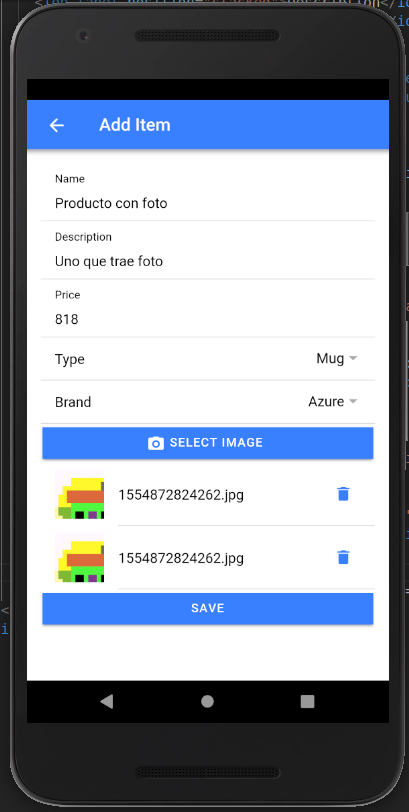 Add Item
Name
Producto con foto
Description
Uno que trae foto
Price
818
Type Mug
Brand Azure
SELECT IMAGE
1554872824262.jpg
1554872824262.jpg
SAVE